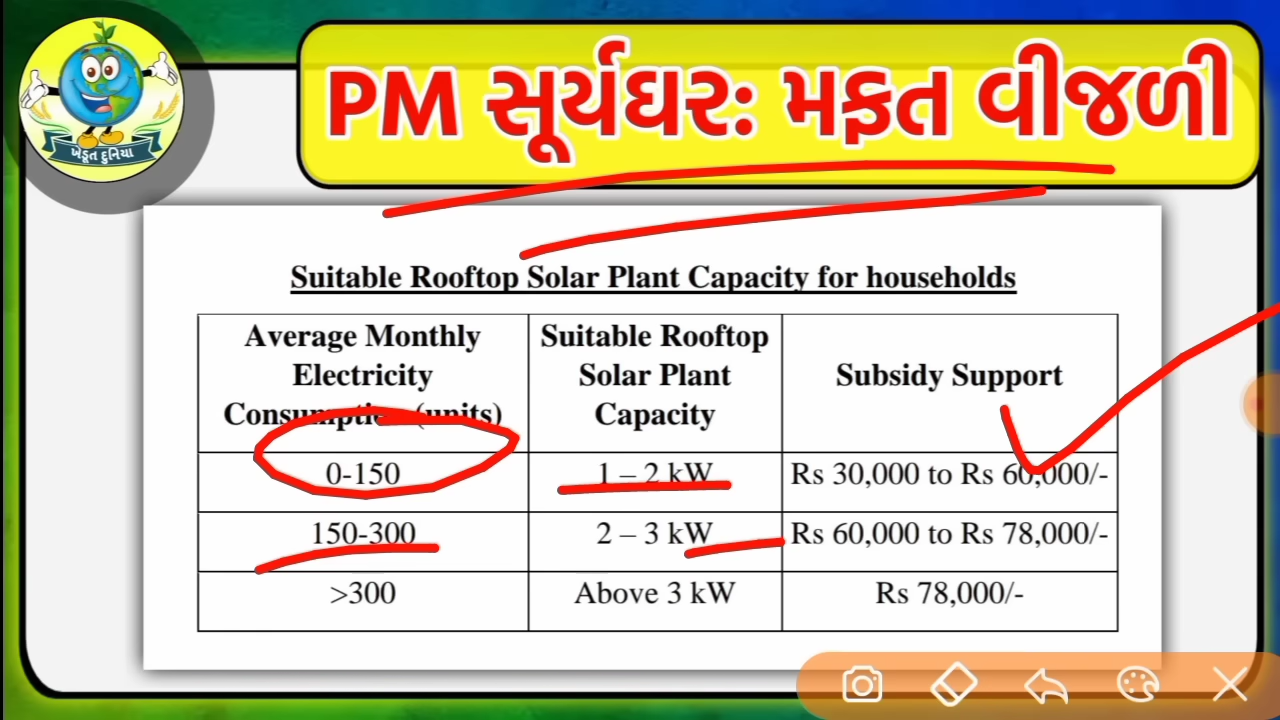 PM સૂર્યઘર: મફત વીજળી
ખેડૂત દુનિયા
Suitable Rooftop Solar Plant Capacity for households
Average Monthly Electricity Consumption (units)
Suitable Rooftop Solar Plant Capacity
Subsidy Support
0-150
1 – 2 kW
Rs 30,000 to Rs 60,000/-
150-300
2 – 3 kW
Rs 60,000 to Rs 78,000/-
>300
Above 3 kW
Rs 78,000/-